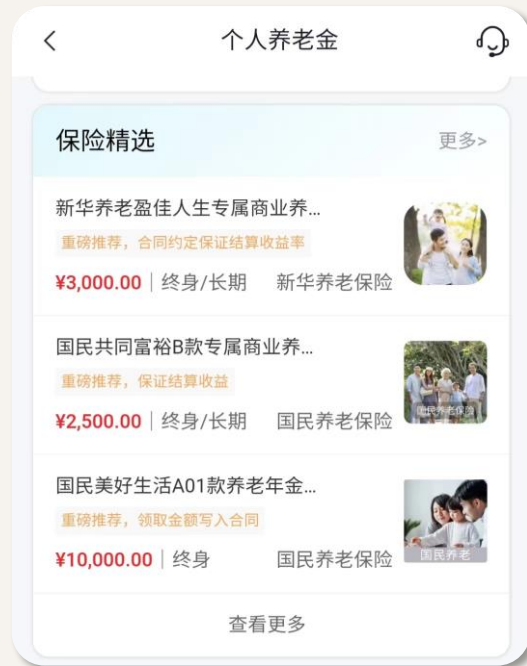 个人养老金
保险精选
更多>
新华养老盈佳人生专属商业养...
重磅推荐，合同约定保证结算收益率
¥3,000.00 | 终身/长期 新华养老保险
国民共同富裕B款专属商业养...
重磅推荐，保证结算收益
¥2,500.00 | 终身/长期 国民养老保险
国民养老保险
国民美好生活A01款养老年金...
重磅推荐，领取金额写入合同
¥10,000.00 | 终身 国民养老保险
国民养老
查看更多